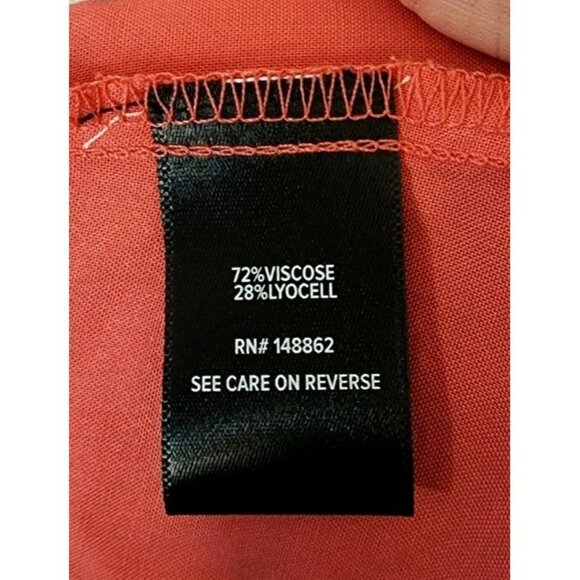 72%VISCOSE
28%LYOCELL
RN# 148862
SEE CARE ON REVERSE